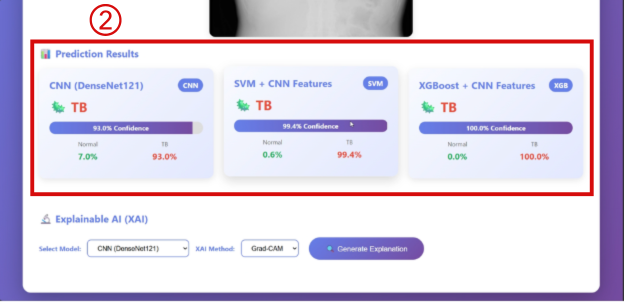 ②
Prediction Results
CNN (DenseNet121) CNN
TB
93.0% Confidence
Normal TB
7.0% 93.0%
SVM + CNN Features SVM
TB
99.4% Confidence
Normal TB
0.6% 99.4%
XGBoost + CNN Features XGB
TB
100.0% Confidence
Normal TB
0.0% 100.0%
Explainable AI (XAI)
Select Model: CNN (DenseNet121) XAI Method: Grad-CAM Generate Explanation